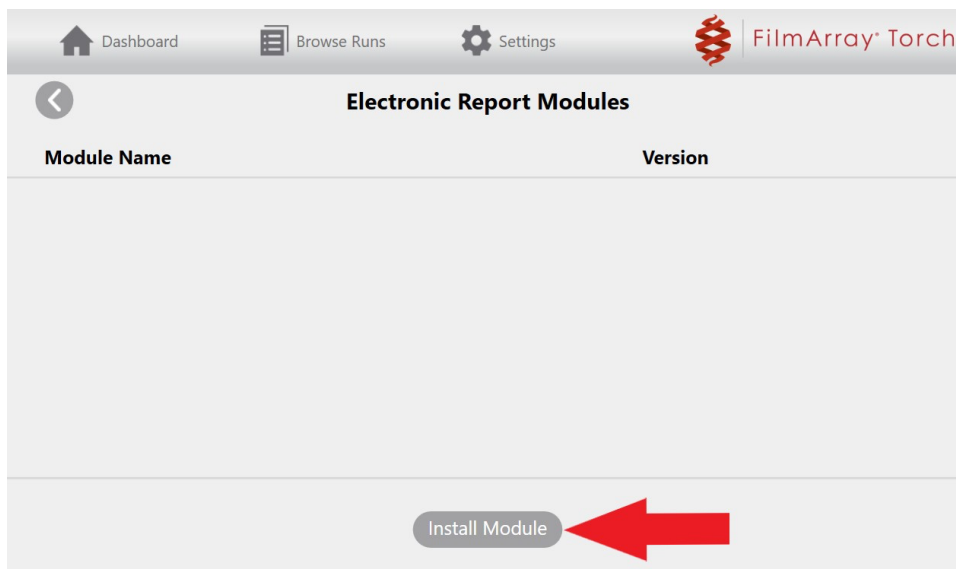 Dashboard Browse Runs Settings FilmArray® Torch
Electronic Report Modules
Module Name Version
Install Module